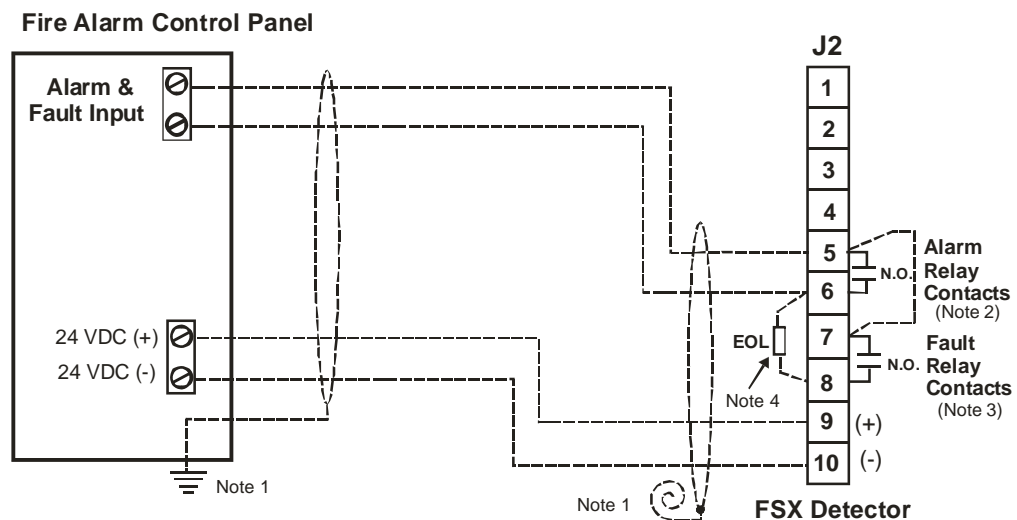 Fire Alarm Control Panel
Alarm &
Fault Input
24 VDC (+)
24 VDC (-)
Note 1
Note 1
J2
1
2
3
4
5
6
7
8
9
10
(+)
(-)
N.O.
Alarm
Relay
Contacts
(Note 2)
EOL
Note 4
N.O.
Fault
Relay
Contacts
(Note 3)
FSX Detector